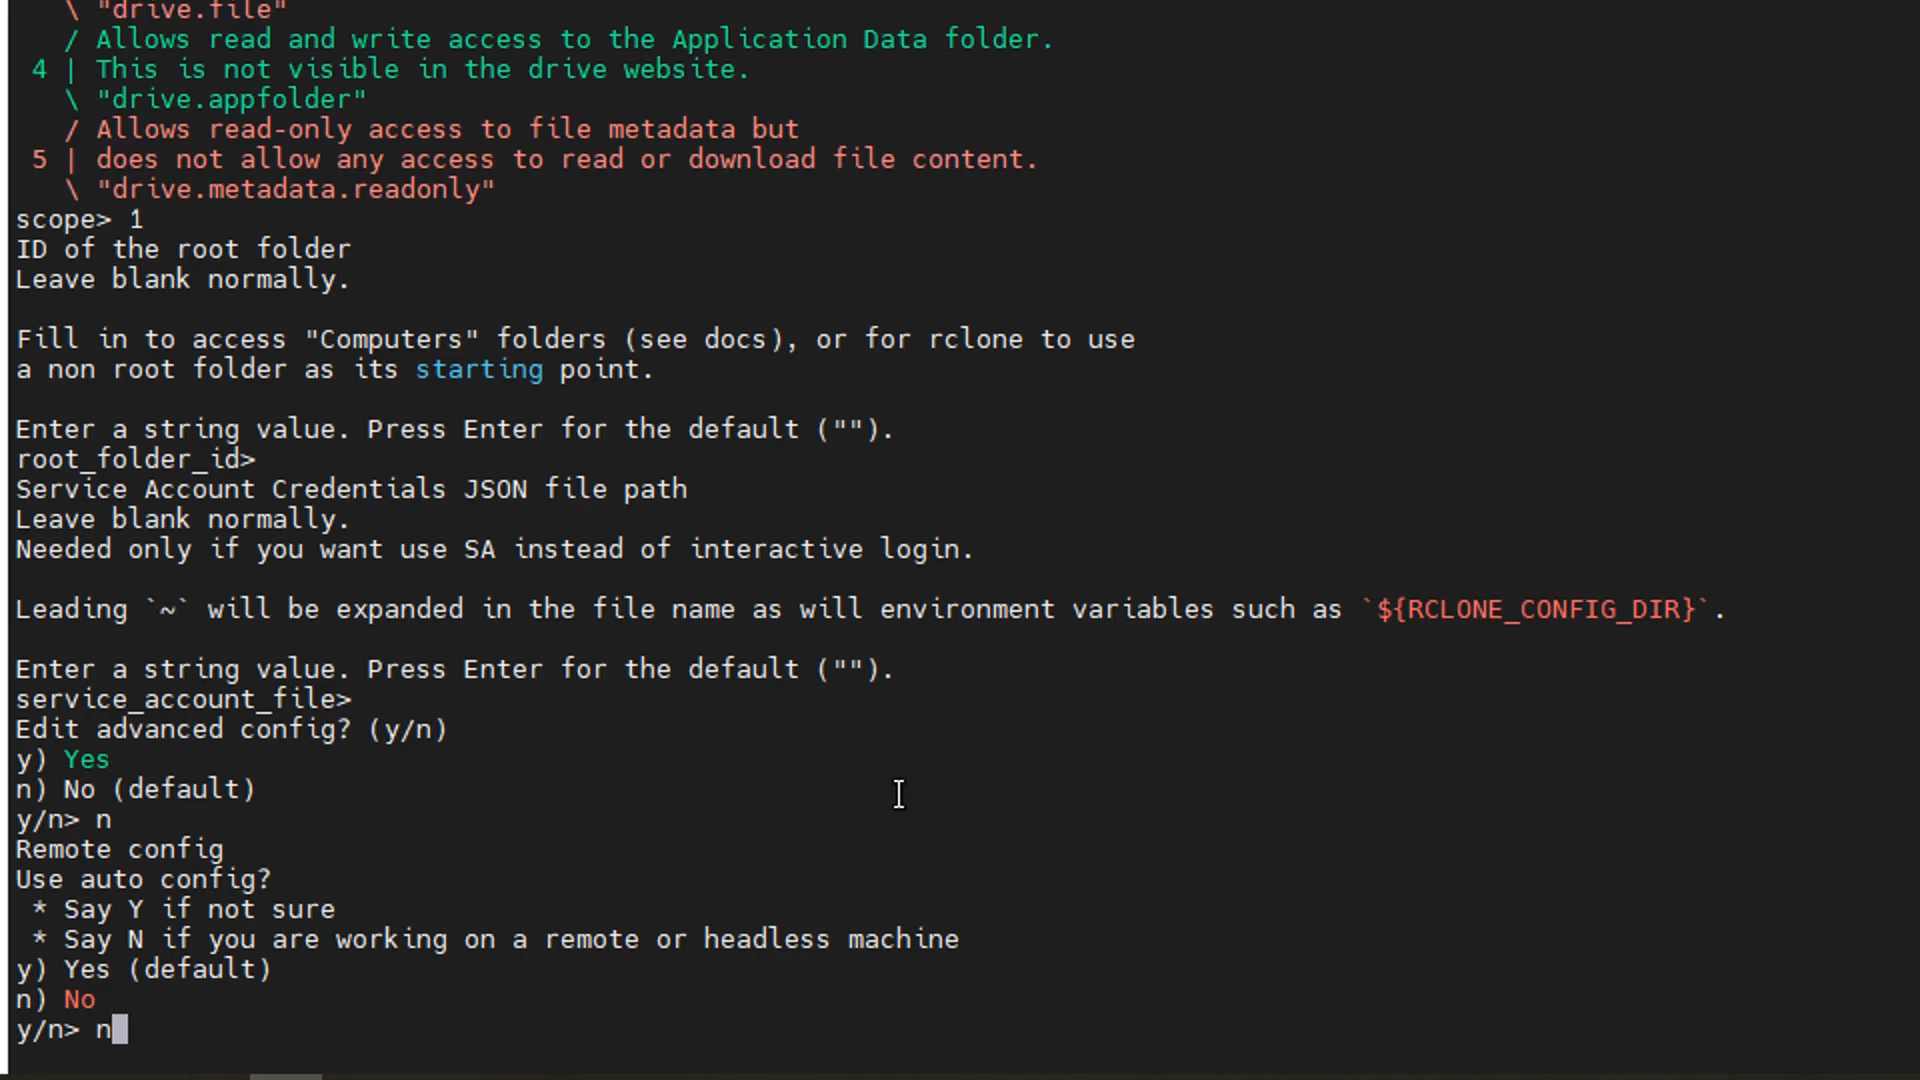 \ "drive.file"
/ Allows read and write access to the Application Data folder.
4 | This is not visible in the drive website.
\ "drive.appfolder"
/ Allows read-only access to file metadata but
5 | does not allow any access to read or download file content.
\ "drive.metadata.readonly"
scope> 1
ID of the root folder
Leave blank normally.
Fill in to access "Computers" folders (see docs), or for rclone to use
a non root folder as its starting point.
Enter a string value. Press Enter for the default ("").
root_folder_id>
Service Account Credentials JSON file path
Leave blank normally.
Needed only if you want use SA instead of interactive login.
Leading `~` will be expanded in the file name as will environment variables such as `${RCLONE_CONFIG_DIR}`.
Enter a string value. Press Enter for the default ("").
service_account_file>
Edit advanced config? (y/n)
y) Yes
n) No (default)
y/n> n
Remote config
Use auto config?
* Say Y if not sure
* Say N if you are working on a remote or headless machine
y) Yes (default)
n) No
y/n> n